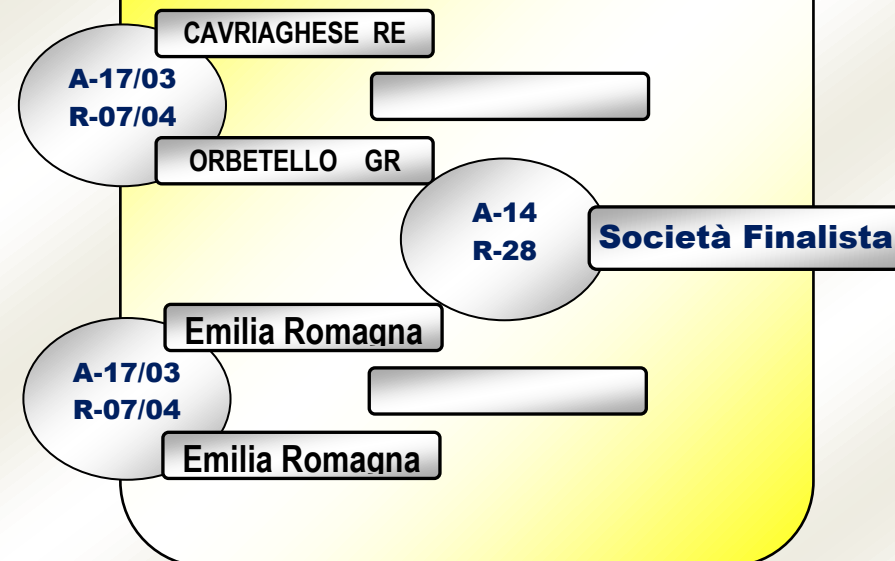 CAVRIAGHESE RE
A-17/03
R-07/04
ORBETELLO GR
A-14
R-28
Società Finalista
Emilia Romagna
A-17/03
R-07/04
Emilia Romagna